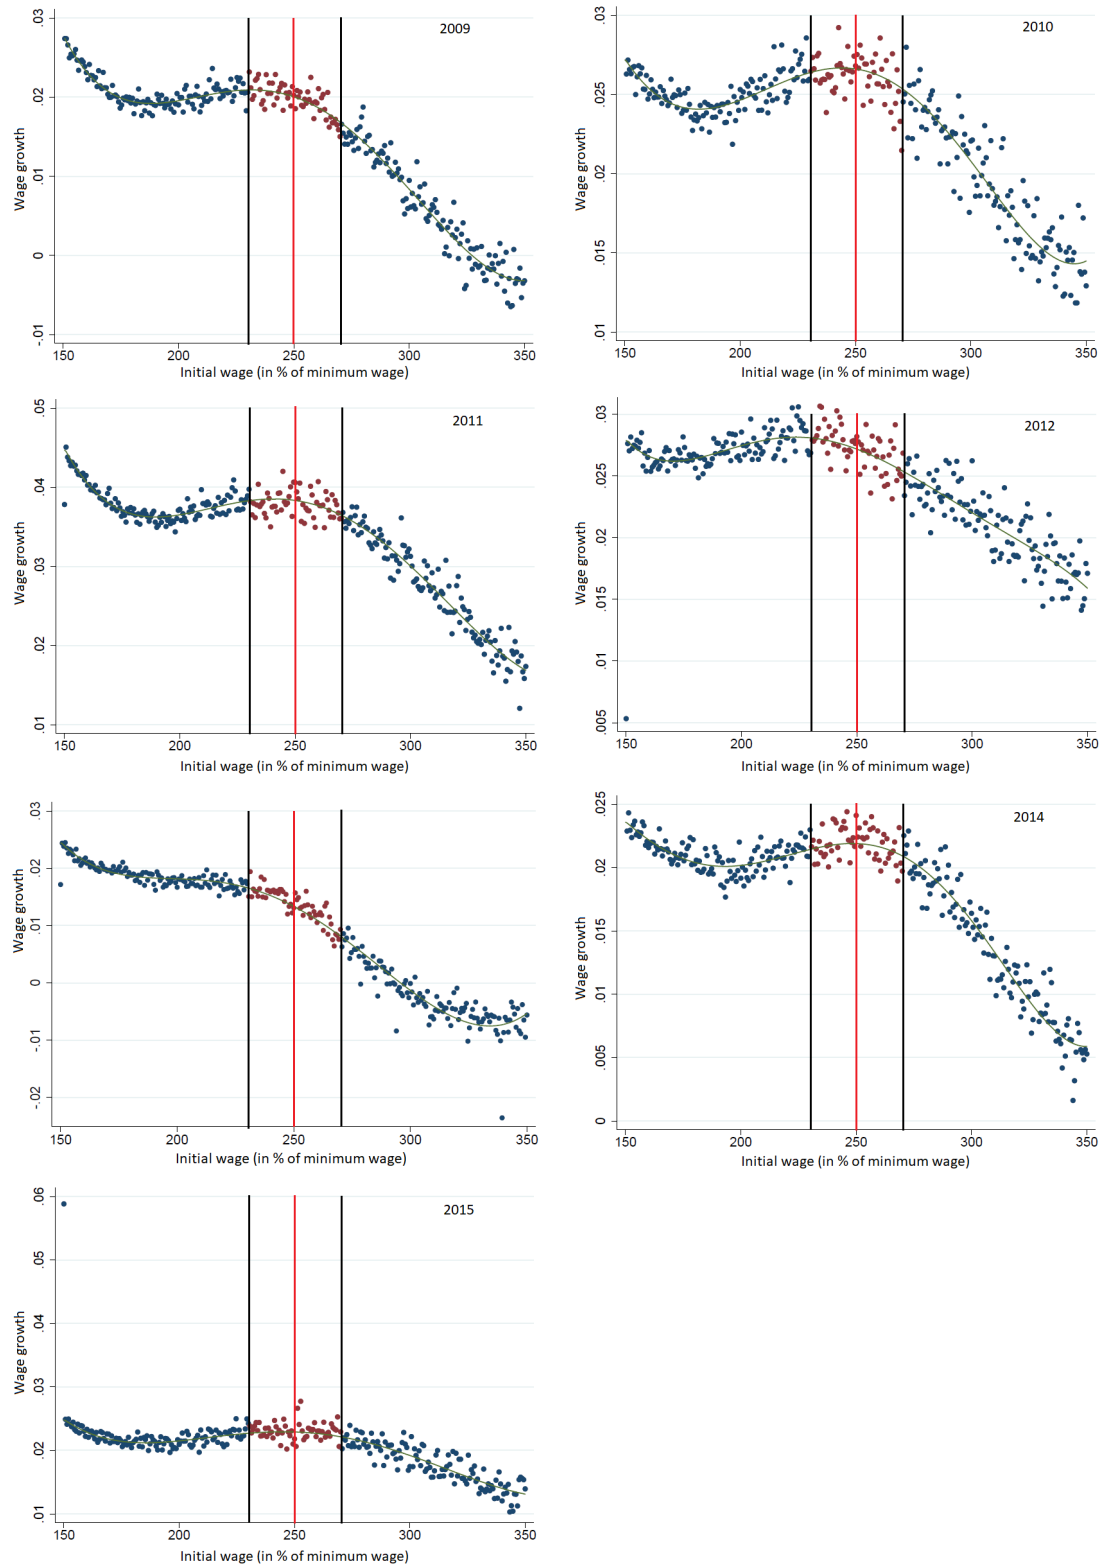 2009
.03
.02
.01
0
-.01
Wage growth
150 200 250 300 350
Initial wage (in % of minimum wage)
2010
.03
.025
.02
.015
.01
Wage growth
150 200 250 300 350
Initial wage (in % of minimum wage)
2011
.05
.04
.03
.02
.01
Wage growth
150 200 250 300 350
Initial wage (in % of minimum wage)
2012
.03
.025
.02
.015
.01
.005
Wage growth
150 200 250 300 350
Initial wage (in % of minimum wage)
.03
.02
.01
0
-.01
-.02
Wage growth
150 200 250 300 350
Initial wage (in % of minimum wage)
2014
.025
.02
.015
.01
.005
0
Wage growth
150 200 250 300 350
Initial wage (in % of minimum wage)
2015
.06
.05
.04
.03
.02
.01
Wage growth
150 200 250 300 350
Initial wage (in % of minimum wage)